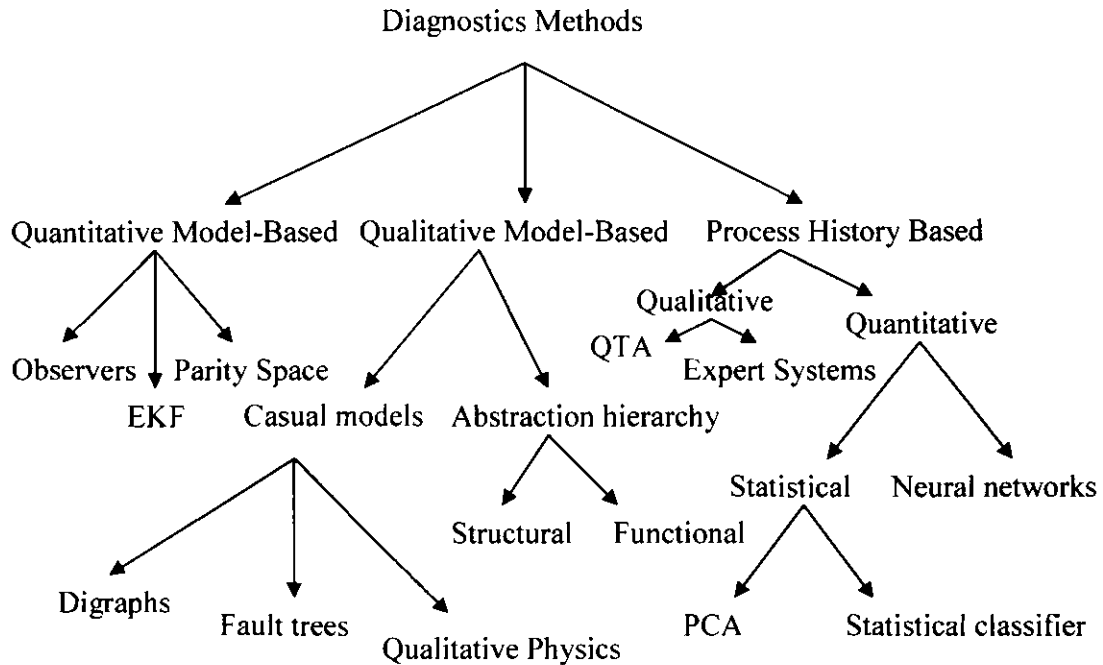 Diagnostics Methods
Quantitative Model-Based Qualitative Model-Based Process History Based
Qualitative
Quantitative
QTA
Observers Parity Space Expert Systems
EKF Casual models Abstraction hierarchy
Statistical Neural networks
Structural Functional
Digraphs
Fault trees PCA Statistical classifier
Qualitative Physics